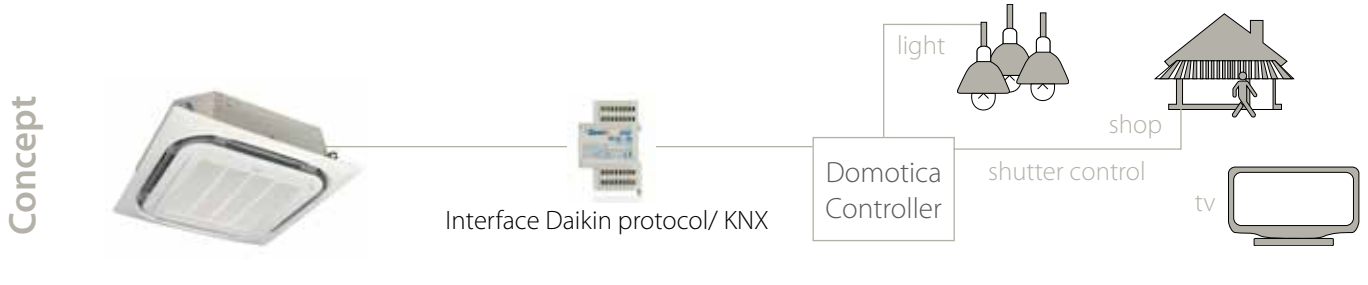 Concept
light
shop
shutter control
Domotica
Controller
tv
Interface Daikin protocol/ KNX